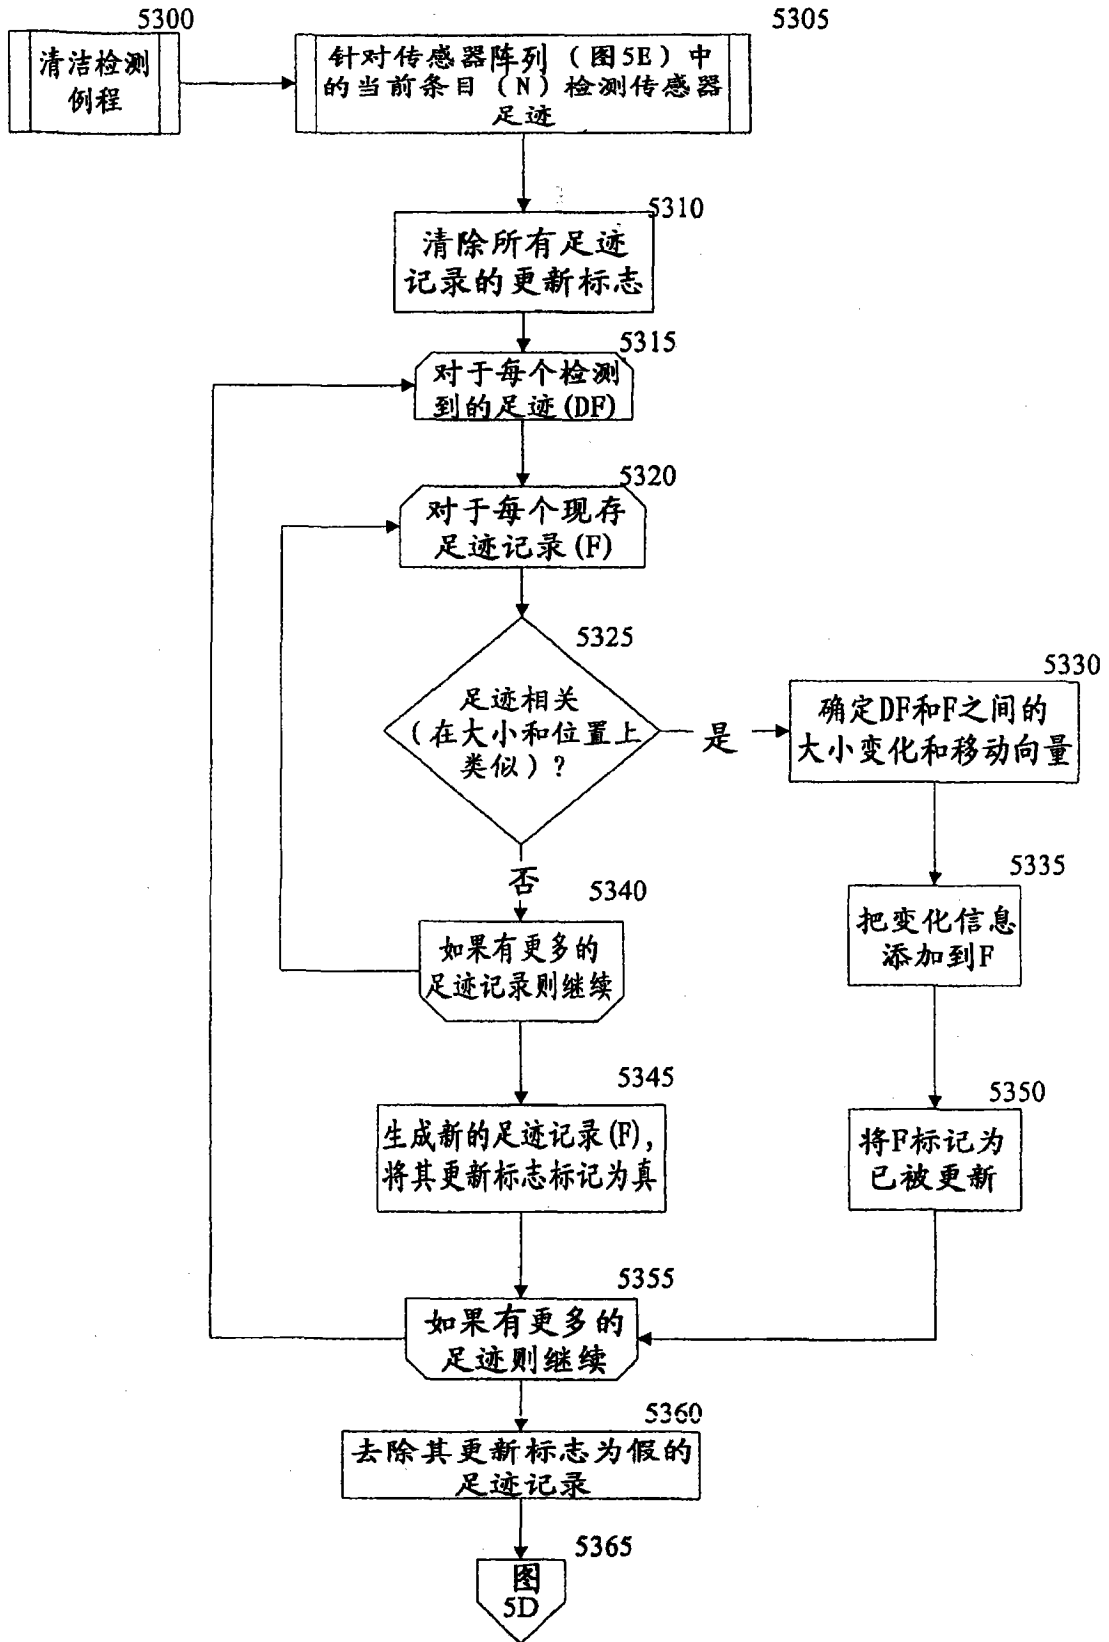 5300
清洁检测
例程
5305
针对传感器阵列（图5E）中
的当前条目（N）检测传感器
足迹
5310
清除所有足迹
记录的更新标志
5315
对于每个检测
到的足迹(DF)
5320
对于每个现存
足迹记录(F)
5325
足迹相关
（在大小和位置上
类似）？
是
5330
确定DF和F之间的
大小变化和移动向量
5335
把变化信息
添加到F
否
5340
如果有更多的
足迹记录则继续
5345
生成新的足迹记录(F),
将其更新标志标记为真
5350
将F标记为
已被更新
5355
如果有更多的
足迹则继续
5360
去除其更新标志为假的
足迹记录
5365
图
5D